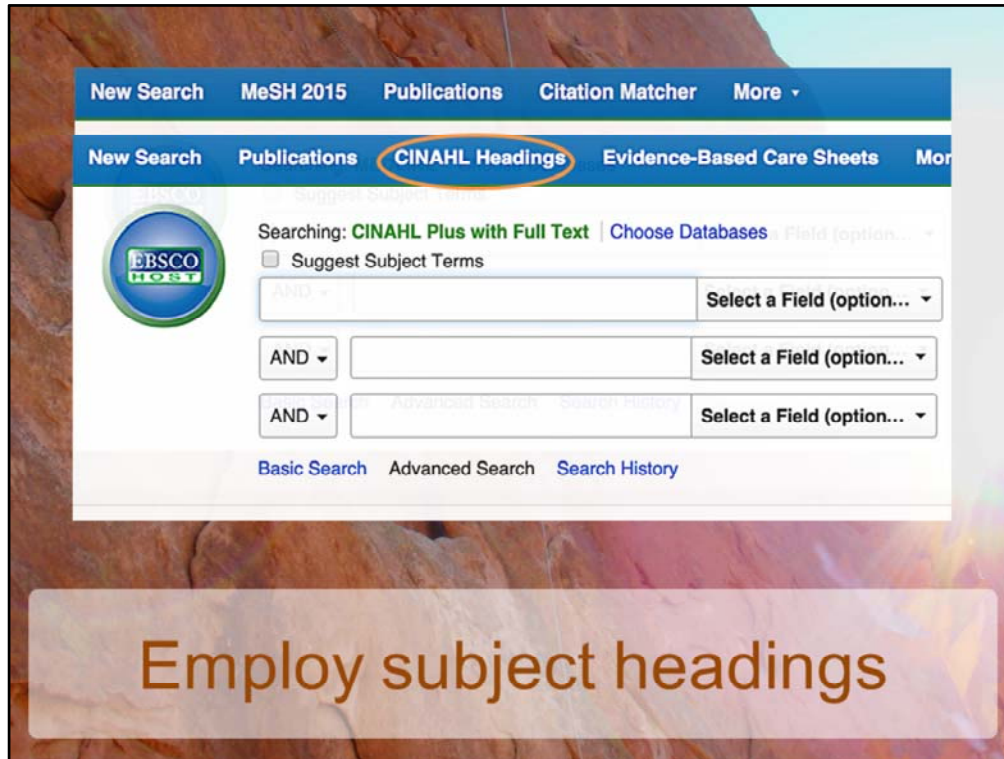 New Search MeSH 2015 Publications Citation Matcher More
New Search Publications CINAHL Headings Evidence-Based Care Sheets Mor
EBSCO
HOST
Searching: CINAHL Plus with Full Text | Choose Databases
Suggest Subject Terms
Select a Field (option...
AND Select a Field (option...
AND Select a Field (option...
Basic Search Advanced Search Search History
Employ subject headings